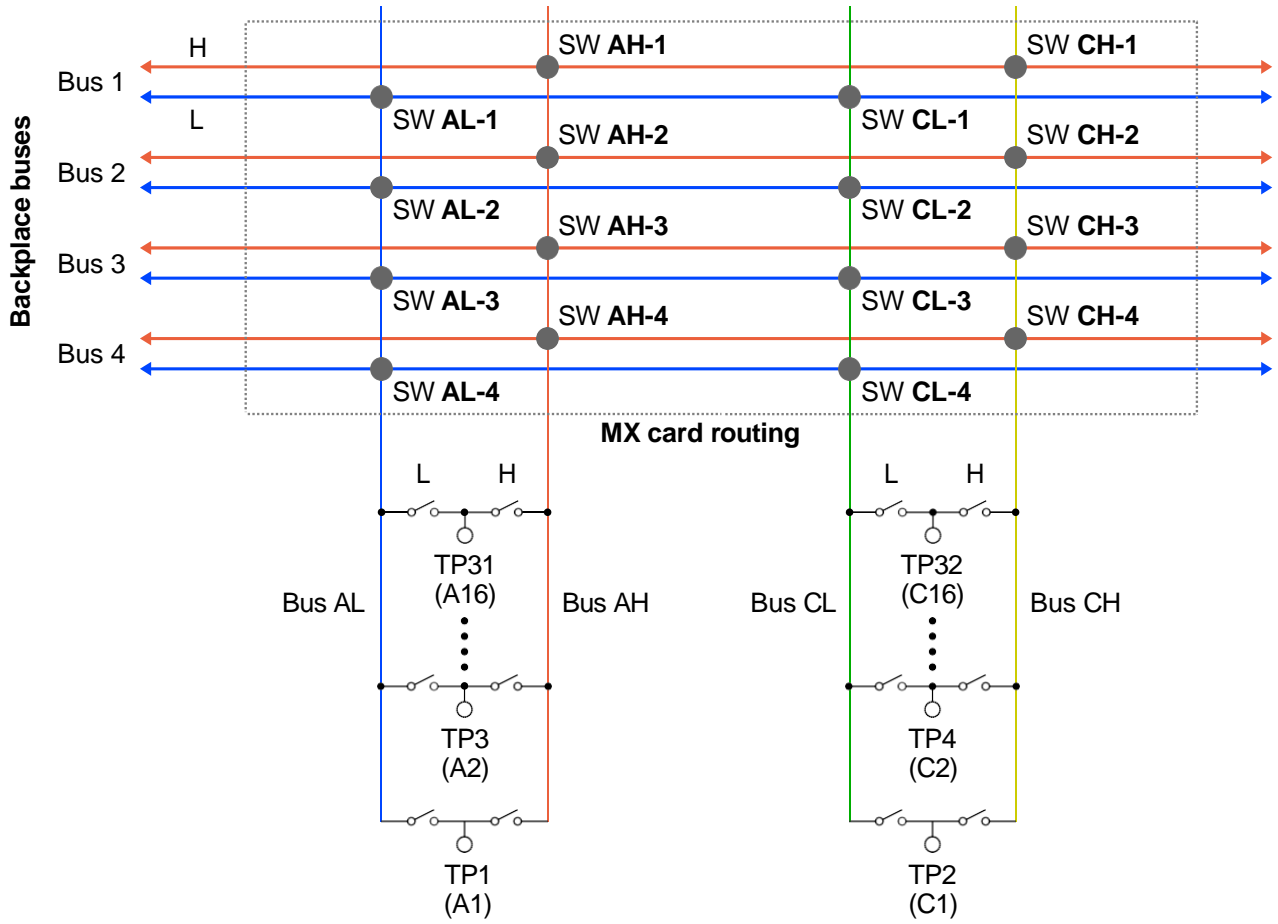 H
SW AH-1
SW CH-1
Bus 1
L
SW AL-1
SW CL-1
SW AH-2
SW CH-2
Bus 2
SW AL-2
SW CL-2
SW AH-3
SW CH-3
Bus 3
SW AL-3
SW CL-3
SW AH-4
SW CH-4
Bus 4
SW AL-4
SW CL-4
Backplace buses
MX card routing
L H
L H
TP31
(A16)
TP32
(C16)
Bus AL
Bus AH
Bus CL
Bus CH
TP3
(A2)
TP4
(C2)
TP1
(A1)
TP2
(C1)